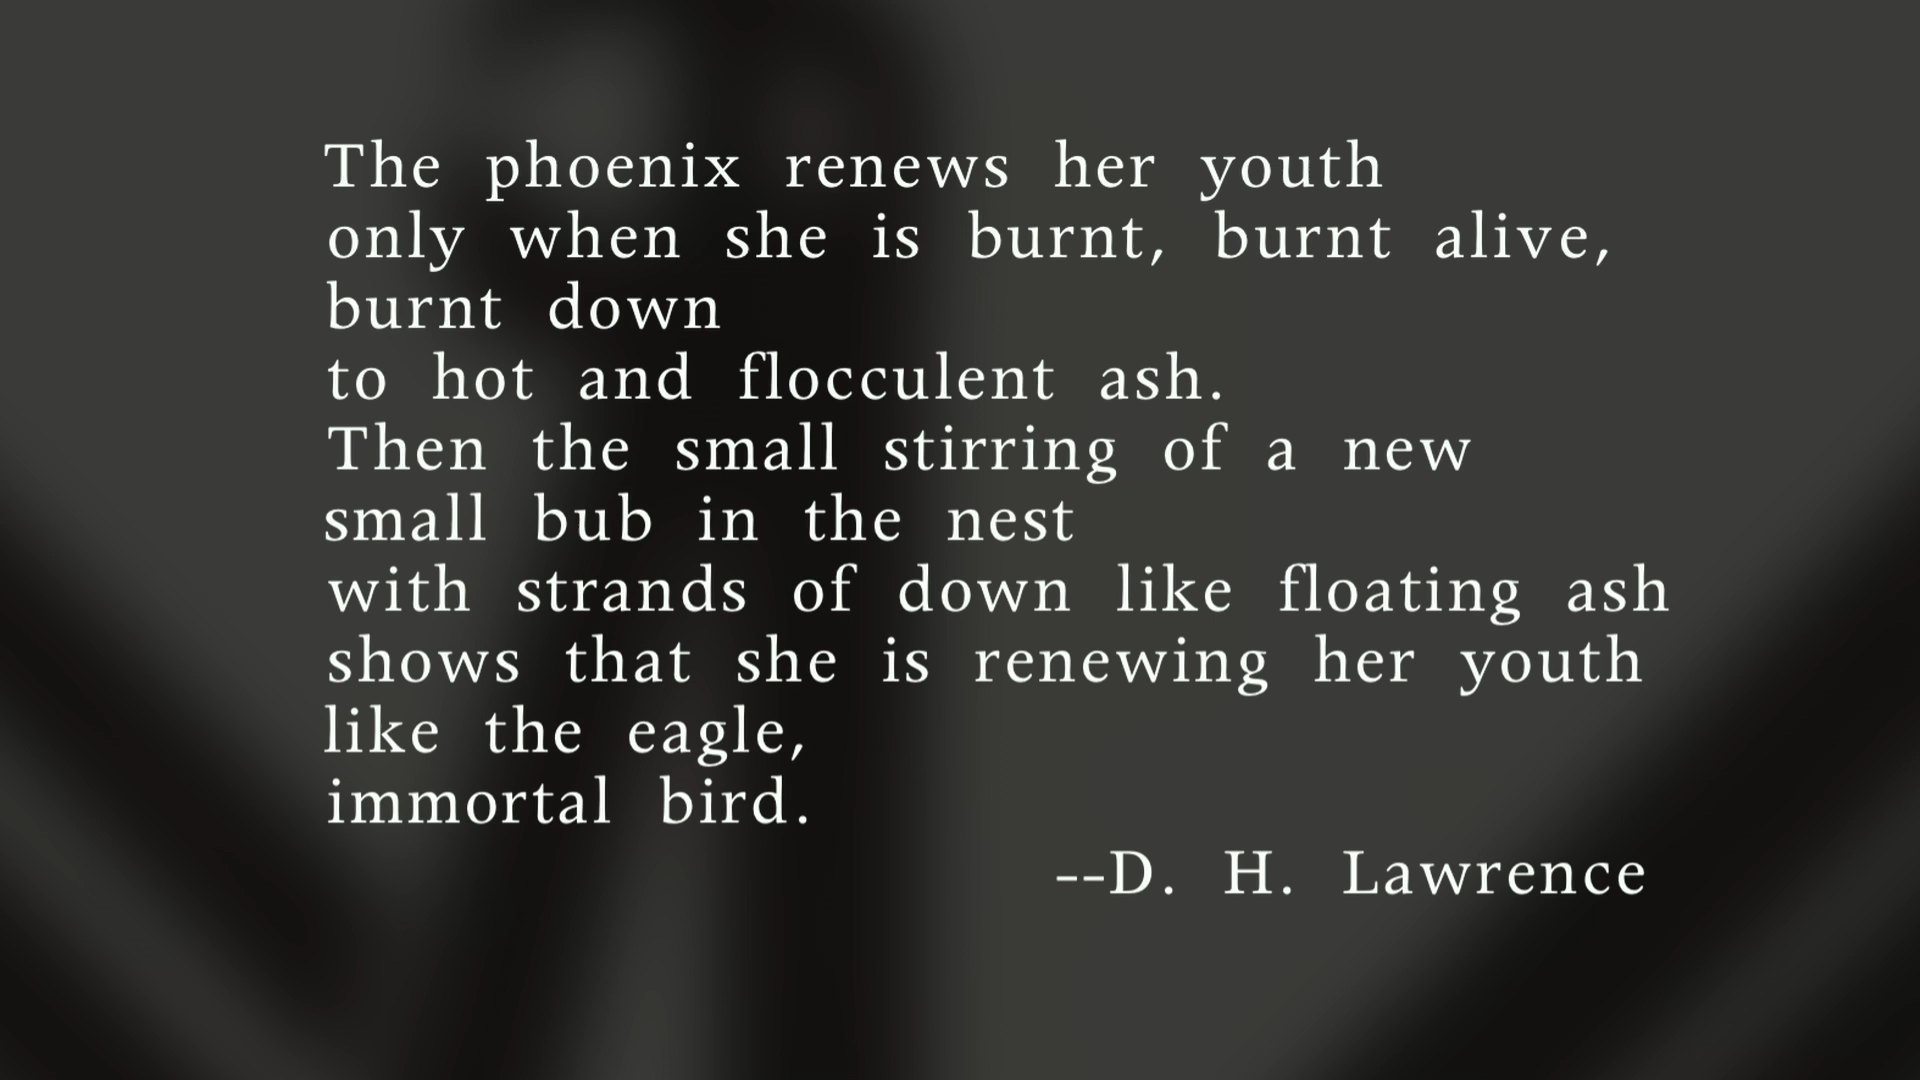 The phoenix renews her youth
only when she is burnt, burnt alive,
burnt down
to hot and flocculent ash.
Then the small stirring of a new
small bub in the nest
with strands of down like floating ash
shows that she is renewing her youth
like the eagle,
immortal bird.
--D. H. Lawrence